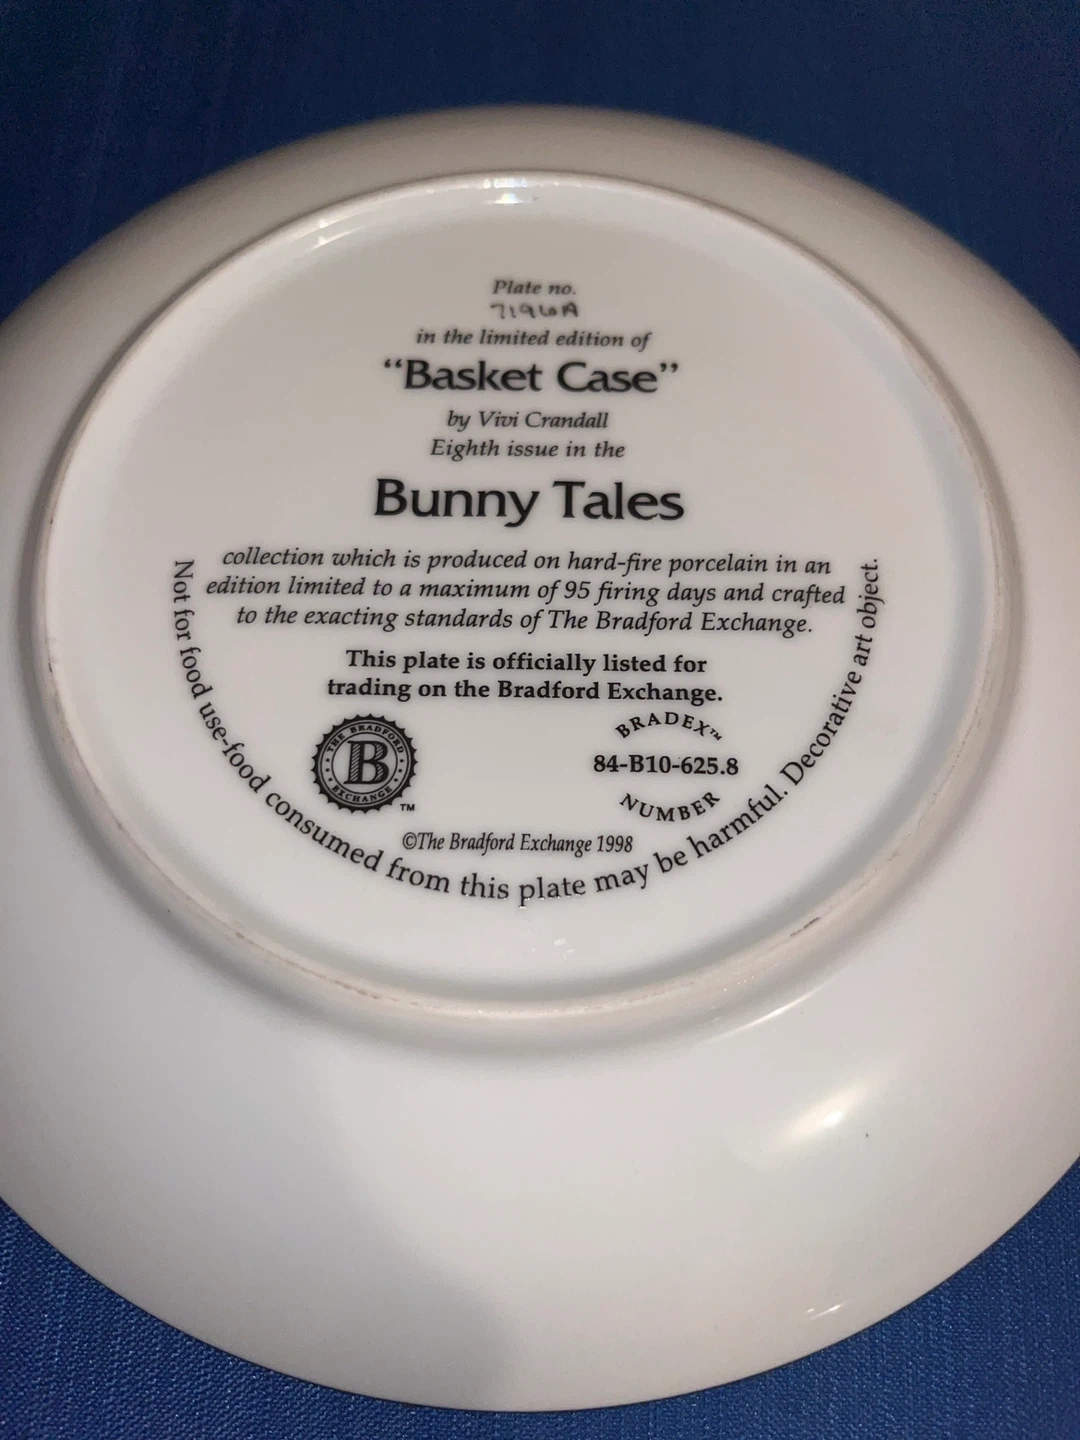 Plate no.
7196A
in the limited edition of
“Basket Case”
by Vivi Crandall
Eighth issue in the
Bunny Tales
collection which is produced on hard-fire porcelain in an
edition limited to a maximum of 95 firing days and crafted
to the exacting standards of The Bradford Exchange.
This plate is officially listed for
trading on the Bradford Exchange.
THE BRADFORD
B
EXCHANGE
™
BRADEX™
84-B10-625.8
NUMBER
©The Bradford Exchange 1998
Not for food use-food consumed from this plate may be harmful. Decorative art object.